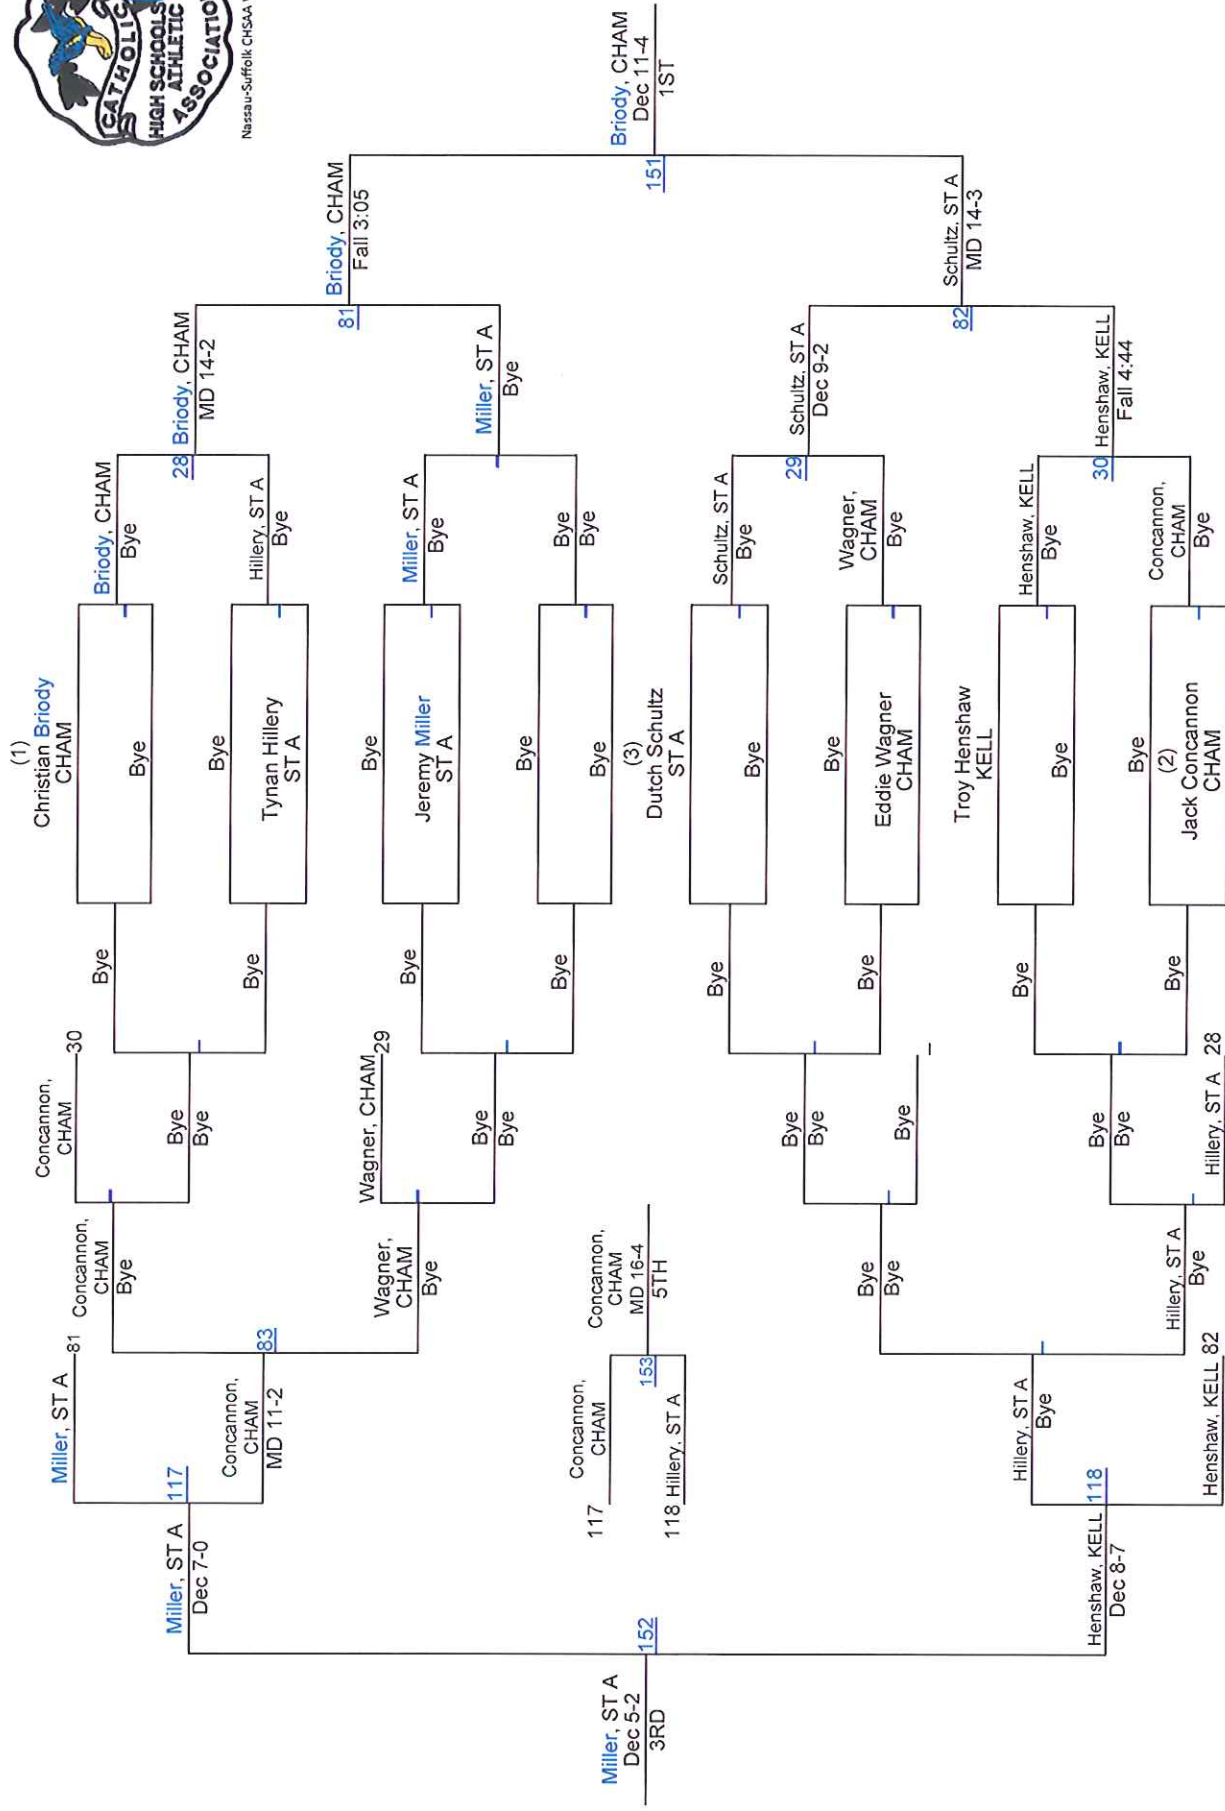 CATHOLIC
HIGH SCHOOLS
ATHLETIC
ASSOCIATIO
Nassau-Suffolk CHSAA
(1)
Christian Briody
CHAM
Bye
Briody, CHAM
Bye
Bye
Tynan Hillery
ST A
Hillery, ST A
Bye
28
Briody, CHAM
MD 14-2
Bye
Jeremy Miller
ST A
Miller, ST A
Bye
Bye
Bye
Bye
Bye
Miller, ST A
Bye
81
Briody, CHAM
Fall 3:05
(3)
Dutch Schultz
ST A
Bye
Schultz, ST A
Bye
Bye
Eddie Wagner
CHAM
Wagner,
CHAM
Bye
29
Schultz, ST A
Dec 9-2
Troy Henshaw
KELL
Bye
Henshaw, KELL
Bye
Bye
(2)
Jack Concannon
CHAM
Concannon,
CHAM
Bye
30
Henshaw, KELL
Fall 4:44
82
Schultz, ST A
MD 14-3
151
Briody, CHAM
Dec 11-4
1ST
Bye
Bye
Bye
Bye
Bye
Bye
Bye
Bye
Concannon,
CHAM
30
Bye
Bye
Wagner, CHAM
29
Bye
Bye
Bye
Bye
Bye
Bye
Bye
Hillery, ST A
28
Concannon,
CHAM
Bye
Wagner,
CHAM
Bye
Bye
Bye
Hillery, ST A
Bye
Miller, ST A
81
83
Concannon,
CHAM
MD 11-2
Hillery, ST A
Bye
Henshaw, KELL
82
117
Miller, ST A
Dec 7-0
118
Henshaw, KELL
Dec 8-7
117
Concannon,
CHAM
118
Hillery, ST A
153
Concannon,
CHAM
MD 16-4
5TH
152
Miller, ST A
Dec 5-2
3RD